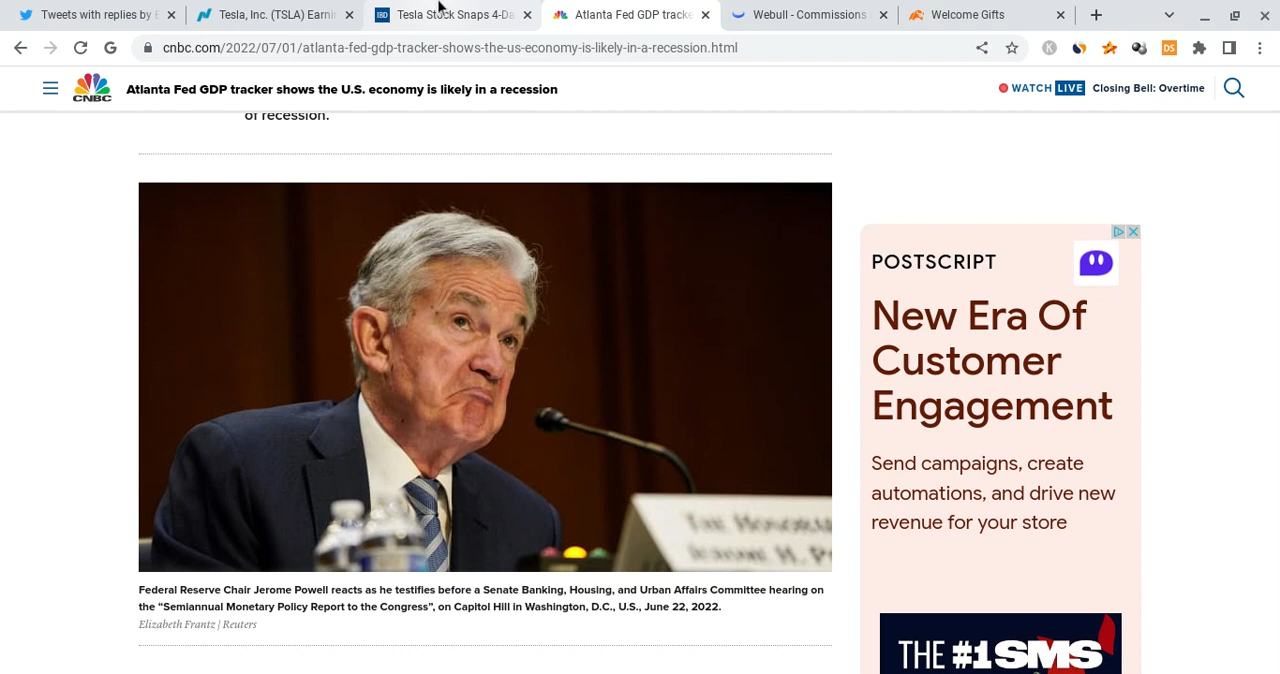 Tweets with replies by E
Tesla, Inc. (TSLA) Earni
IBD
Tesla Stock Snaps 4-Da
Atlanta Fed GDP tracke
Webull - Commissions
Welcome Gifts
cnbc.com/2022/07/01/atlanta-fed-gdp-tracker-shows-the-us-economy-is-likely-in-a-recession.html
K
DS
CNBC
Atlanta Fed GDP tracker shows the U.S. economy is likely in a recession
WATCH LIVE Closing Bell: Overtime
of recession.
POSTSCRIPT
New Era Of
Customer
Engagement
Send campaigns, create
automations, and drive new
revenue for your store
THE #1 SMS
Federal Reserve Chair Jerome Powell reacts as he testifies before a Senate Banking, Housing, and Urban Affairs Committee hearing on
the “Semiannual Monetary Policy Report to the Congress”, on Capitol Hill in Washington, D.C., U.S., June 22, 2022.
Elizabeth Frantz | Reuters